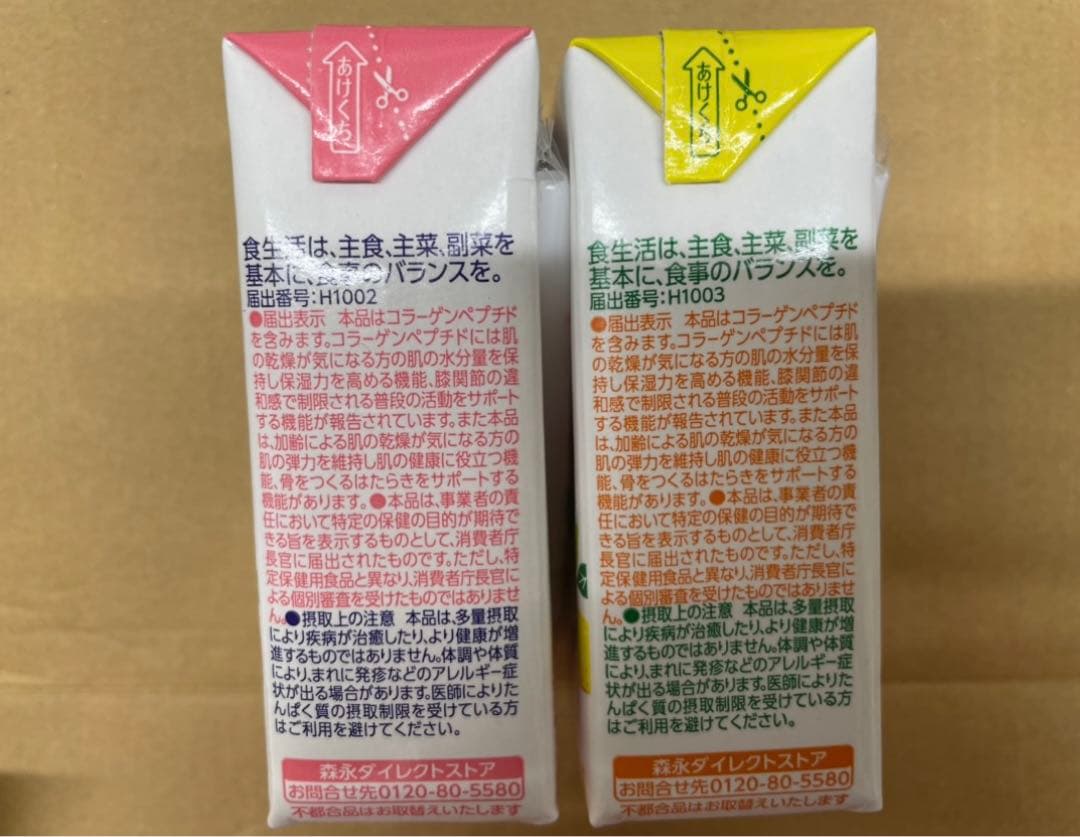 あけくち
食生活は、主食、主菜、副菜を
基本に、食事のバランスを。
届出番号:H1002
●届出表示 本品はコラーゲンペプチド
を含みます。コラーゲンペプチドには肌
の乾燥が気になる方の肌の水分量を保
持し保湿力を高める機能、膝関節の違
和感で制限される普段の活動をサポート
する機能が報告されています。また本品
は、加齢による肌の乾燥が気になる方の
肌の弾力を維持し肌の健康に役立つ機
能、骨をつくるはたらきをサポートする
機能があります。●本品は、事業者の責
任において特定の保健の目的が期待で
きる旨を表示するものとして、消費者庁
長官に届出されたものです。ただし、特
定保健用食品と異なり、消費者庁長官に
よる個別審査を受けたものではありませ
ん。●摂取上の注意 本品は、多量摂取
により疾病が治癒したり、より健康が増
進するものではありません。体調や体質
により、まれに発疹などのアレルギー症
状が出る場合があります。医師によりた
んぱく質の摂取制限を受けている方
はご利用を避けてください。
森永ダイレクトストア
お問合せ先0120-80-5580
不都合品はお取替えいたします
あけくち
食生活は、主食、主菜、副菜を
基本に、食事のバランスを。
届出番号:H1003
●届出表示 本品はコラーゲンペプチド
を含みます。コラーゲンペプチドには肌
の乾燥が気になる方の肌の水分量を保
持し保湿力を高める機能、膝関節の違
和感で制限される普段の活動をサポート
する機能が報告されています。また本品
は、加齢による肌の乾燥が気になる方の
肌の弾力を維持し肌の健康に役立つ機
能、骨をつくるはたらきをサポートする
機能があります。●本品は、事業者の責
任において特定の保健の目的が期待で
きる旨を表示するものとして、消費者庁
長官に届出されたものです。ただし、特
定保健用食品と異なり、消費者庁長官に
よる個別審査を受けたものではありませ
ん。●摂取上の注意 本品は、多量摂取
により疾病が治癒したり、より健康が増
進するものではありません。体調や体質
により、まれに発疹などのアレルギー症
状が出る場合があります。医師によりた
んぱく質の摂取制限を受けている方
はご利用を避けてください。
森永ダイレクトストア
お問合せ先0120-80-5580
不都合品はお取替えいたします